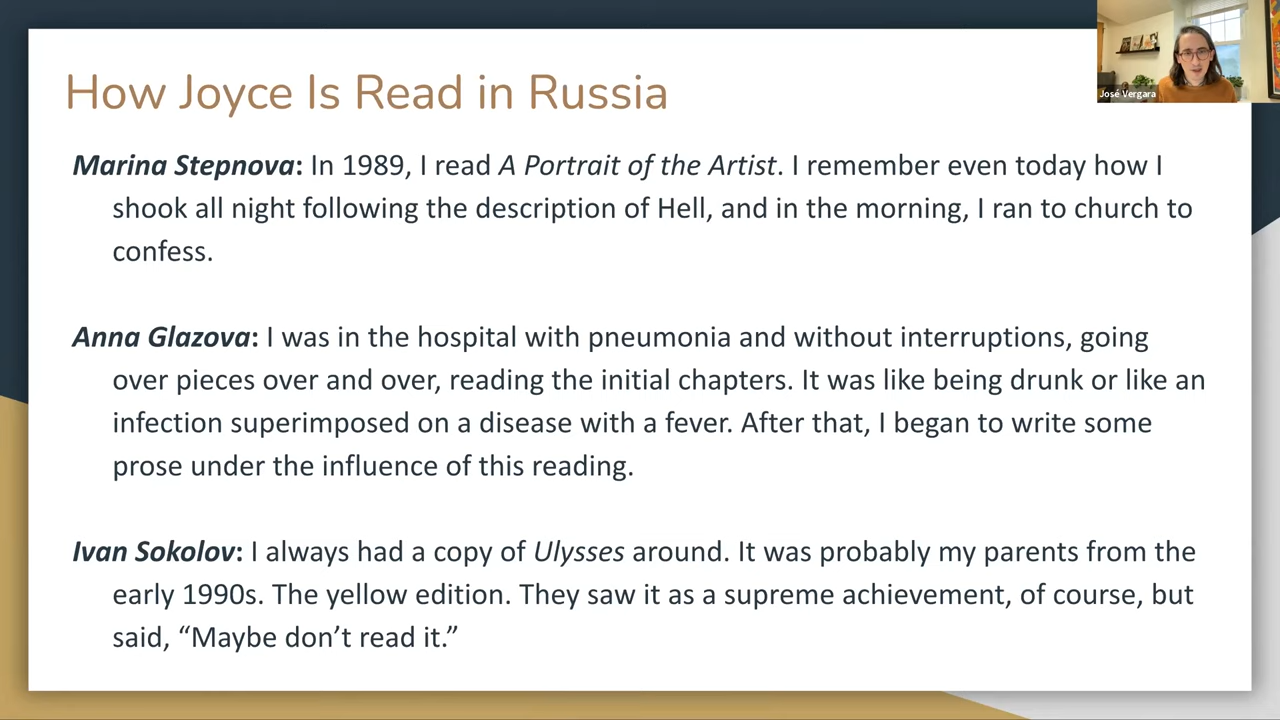 How Joyce Is Read in Russia
José Vergara
Marina Stepnova: In 1989, I read A Portrait of the Artist. I remember even today how I
shook all night following the description of Hell, and in the morning, I ran to church to
confess.
Anna Glazova: I was in the hospital with pneumonia and without interruptions, going
over pieces over and over, reading the initial chapters. It was like being drunk or like an
infection superimposed on a disease with a fever. After that, I began to write some
prose under the influence of this reading.
Ivan Sokolov: I always had a copy of Ulysses around. It was probably my parents from the
early 1990s. The yellow edition. They saw it as a supreme achievement, of course, but
said, “Maybe don’t read it.”